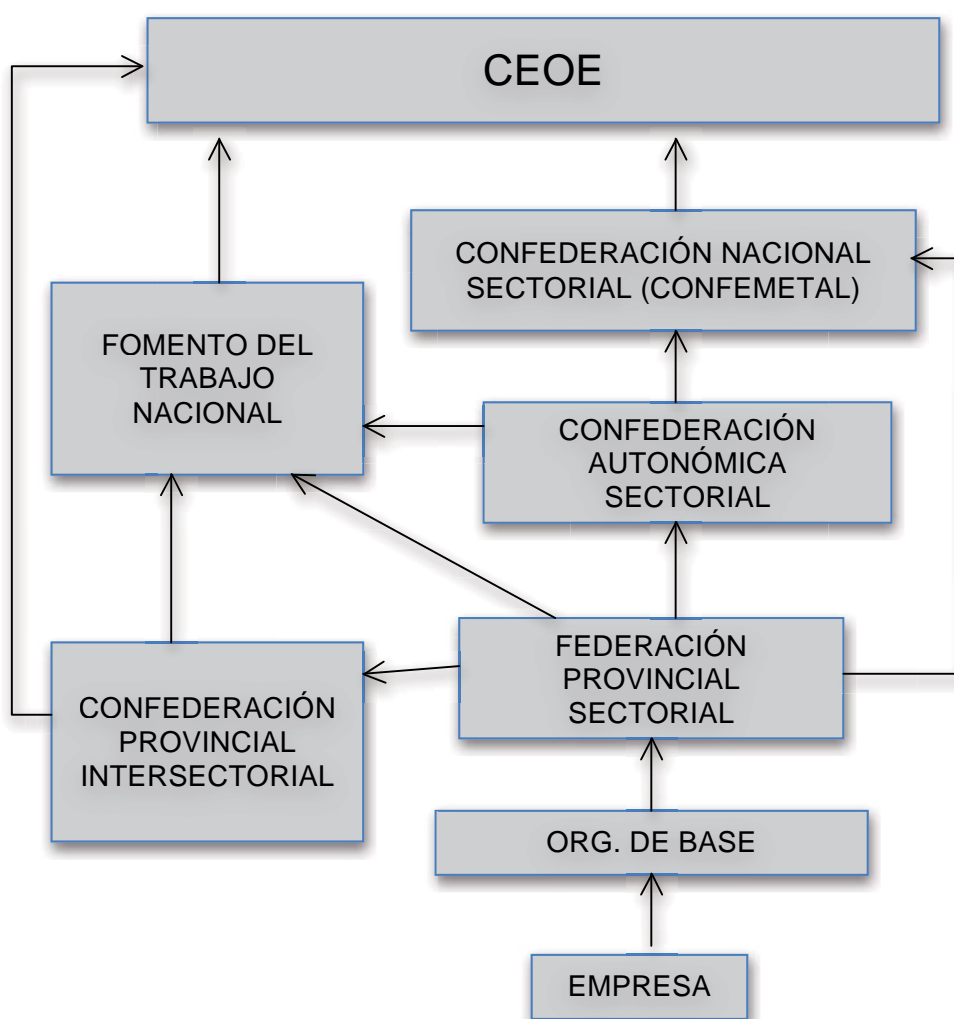 CEOE
CONFEDERACIÓN NACIONAL
SECTORIAL (CONFEMETAL)
FOMENTO DEL
TRABAJO
NACIONAL
CONFEDERACIÓN
AUTONÓMICA
SECTORIAL
FEDERACIÓN
PROVINCIAL
SECTORIAL
CONFEDERACIÓN
PROVINCIAL
INTERSECTORIAL
ORG. DE BASE
EMPRESA